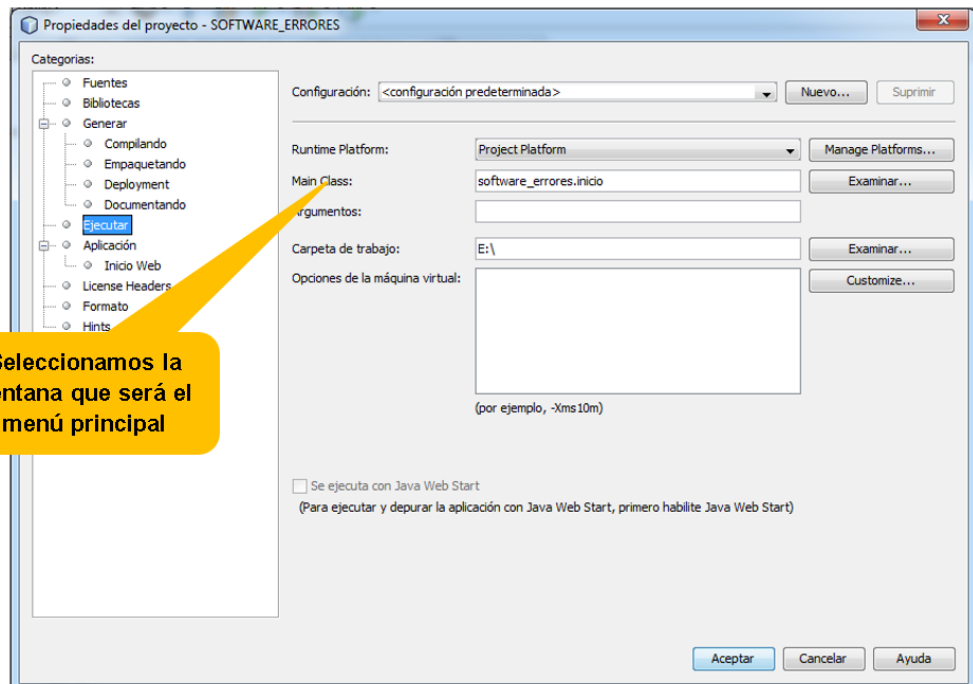 Propiedades del proyecto - SOFTWARE_ERRORES
Categorias:
Fuentes
Bibliotecas
Generar
Compilando
Empaquetando
Deployment
Documentando
Ejecutar
Aplicación
Inicio Web
License Headers
Formato
Hints
Configuración: <configuración predeterminada> Nuevo... Suprimir
Runtime Platform: Project Platform Manage Platforms...
Main Class: software_errores.inicio Examinar...
Argumentos:
Carpeta de trabajo: E:\ Examinar...
Opciones de la máquina virtual: Customize...
(por ejemplo, -Xms10m)
Se ejecuta con Java Web Start
(Para ejecutar y depurar la aplicación con Java Web Start, primero habilite Java Web Start)
Seleccionamos la
ventana que será el
menú principal
Aceptar Cancelar Ayuda